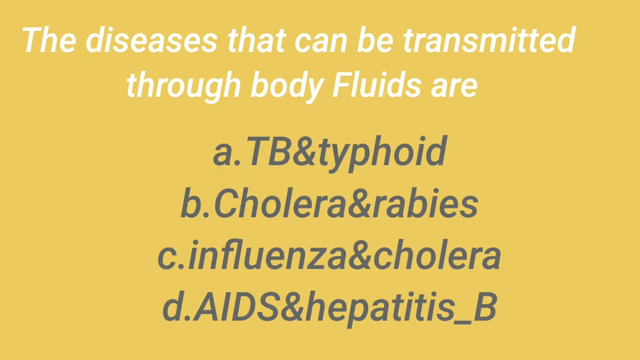 The diseases that can be transmitted
through body Fluids are
a.TB&typhoid
b.Cholera&rabies
c.influenza&cholera
d.AIDS&hepatitis_B